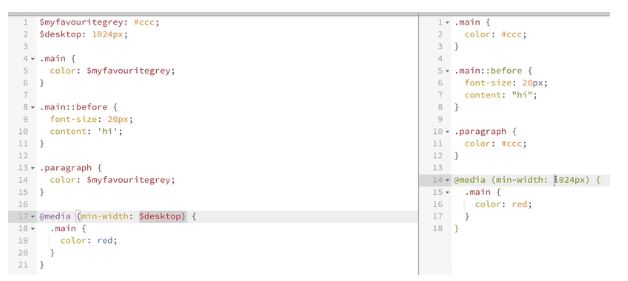 1 $myfavouritegrey: #ccc;
2 $desktop: 1024px;
3
4 .main {
5 color: $myfavouritegrey;
6 }
7
8 .main::before {
9 font-size: 20px;
10 content: 'hi';
11 }
12
13 .paragraph {
14 color: $myfavouritegrey;
15 }
16
17 @media (min-width: $desktop) {
18 .main {
19 color: red;
20 }
21 }
1 .main {
2 color: #ccc;
3 }
4
5 .main::before {
6 font-size: 20px;
7 content: "hi";
8 }
9
10 .paragraph {
11 color: #ccc;
12 }
13
14 @media (min-width: 1024px) {
15 .main {
16 color: red;
17 }
18 }